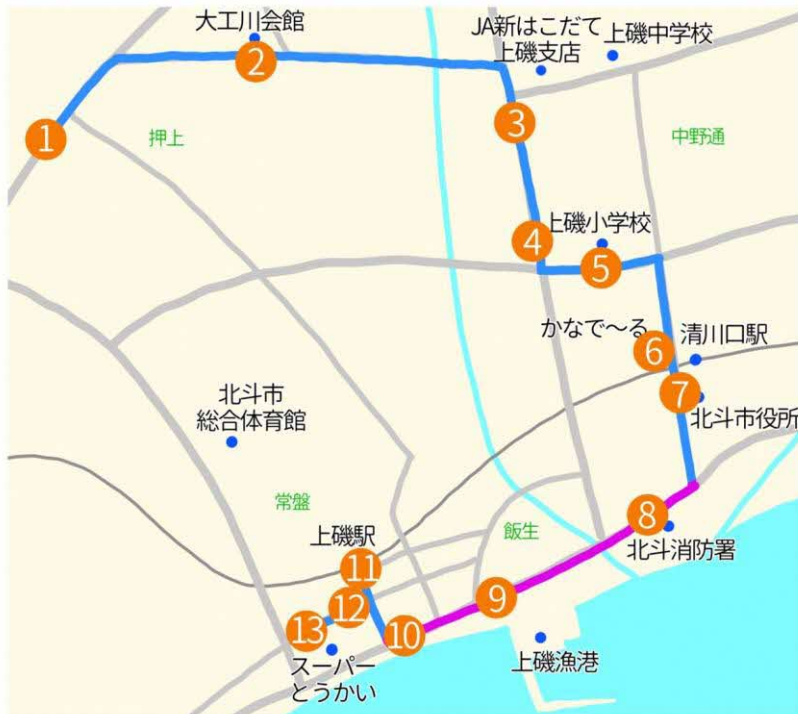 大工川会館
JA新はこだて
上磯支店
上磯中学校
2
1
押上
3
中野通
4
上磯小学校
5
かなで～る
6
清川口駅
7
北斗市役所
北斗市
総合体育館
常盤
上磯駅
飯生
8
北斗消防署
11
12
9
13
10
スーパー
とうかい
上磯漁港